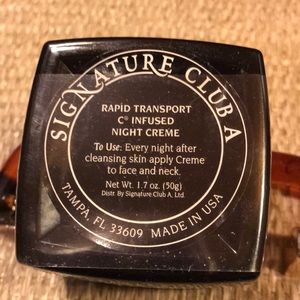 SIGNATURE CLUB A
RAPID TRANSPORT
C® INFUSED
NIGHT CREME
To Use: Every night after
cleansing skin apply Creme
to face and neck.
Net Wt. 1.7 oz. (50g)
Distr. By Signature Club A, Ltd.
TAMPA, FL 33609 MADE IN USA